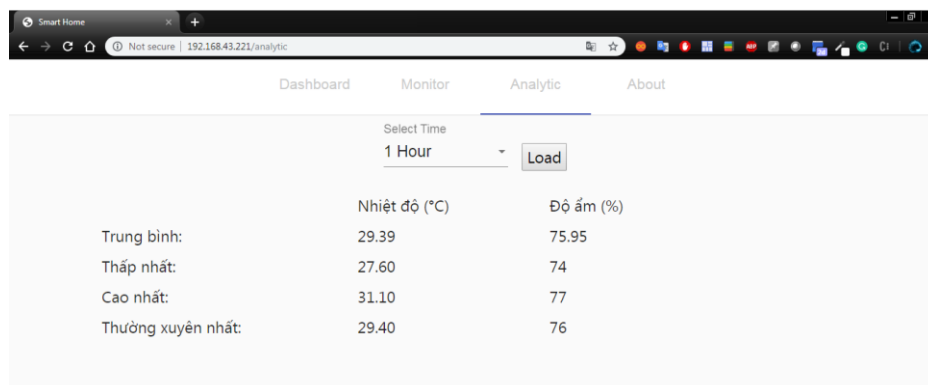 Smart Home
Not secure | 192.168.43.221/analytic
Dashboard Monitor Analytic About
Select Time
1 Hour Load
Nhiệt độ (°C) Độ ẩm (%)
Trung bình: 29.39 75.95
Thấp nhất: 27.60 74
Cao nhất: 31.10 77
Thường xuyên nhất: 29.40 76